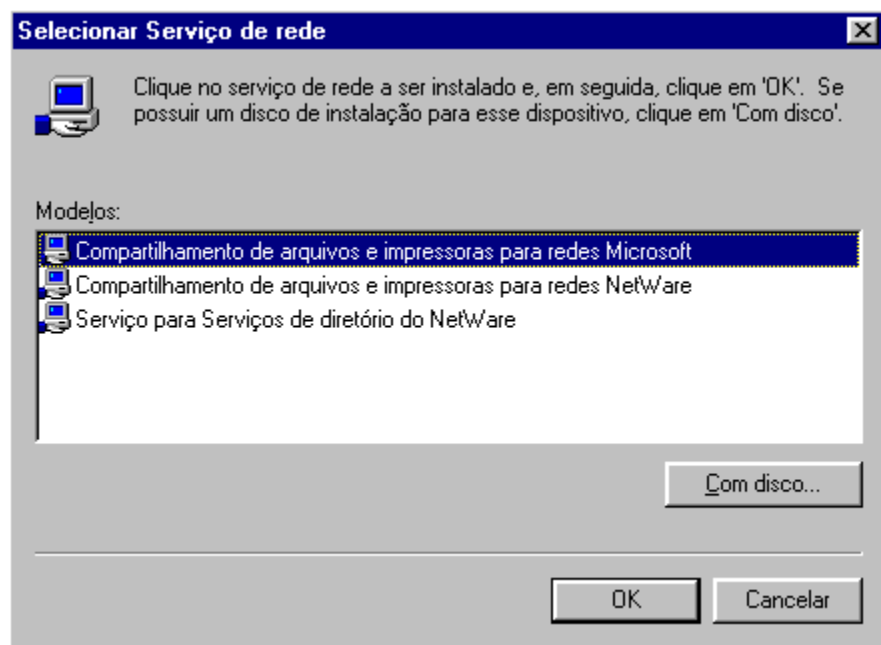 Selecionar Serviço de rede
Clique no serviço de rede a ser instalado e, em seguida, clique em 'OK'. Se
possuir um disco de instalação para esse dispositivo, clique em 'Com disco'.
Modelos:
Compartilhamento de arquivos e impressoras para redes Microsoft
Compartilhamento de arquivos e impressoras para redes NetWare
Serviço para Serviços de diretório do NetWare
Com disco...
OK
Cancelar